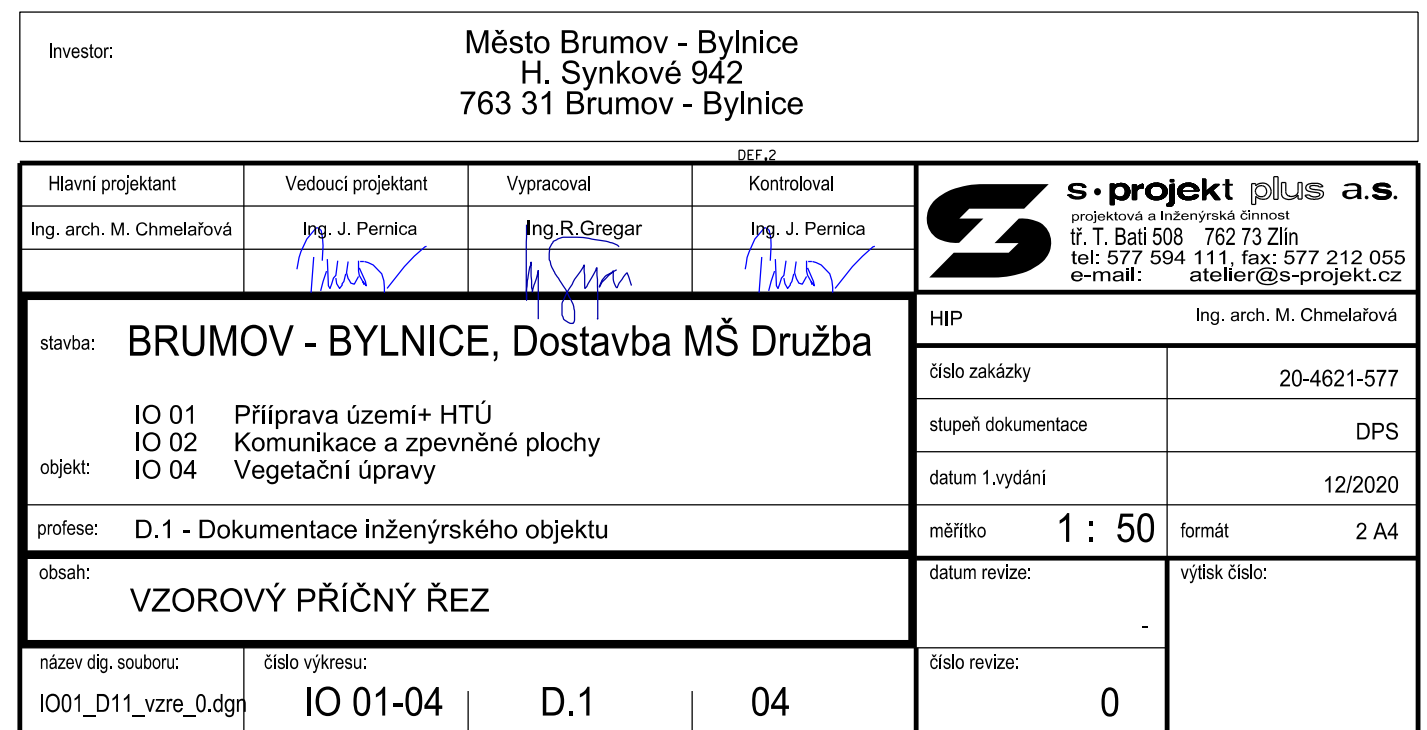 Investor:
Město Brumov - Bylnice
H. Synkové 942
763 31 Brumov - Bylnice
DEF,2
Hlavní projektant Vedoucí projektant Vypracoval Kontroloval
Ing. arch. M. Chmelařová Ing. J. Pernica Ing.R.Gregar Ing. J. Pernica
s·projekt plus a.s.
projektová a Inženýrská činnost
tř. T. Bati 508 762 73 Zlín
tel: 577 594 111, fax: 577 212 055
e-mail: atelier@s-projekt.cz
stavba: BRUMOV - BYLNICE, Dostavba MŠ Družba
IO 01 Přííprava území+ HTÚ
IO 02 Komunikace a zpevněné plochy
objekt: IO 04 Vegetační úpravy
profese: D.1 - Dokumentace inženýrského objektu
obsah:
VZOROVÝ PŘÍČNÝ ŘEZ
HIP Ing. arch. M. Chmelařová
číslo zakázky 20-4621-577
stupeň dokumentace DPS
datum 1.vydání 12/2020
měřítko 1 : 50 formát 2 A4
datum revize: výtisk číslo:
-
název dig. souboru: číslo výkresu:
IO01_D11_vzre_0.dgn IO 01-04 D.1 04
číslo revize:
0